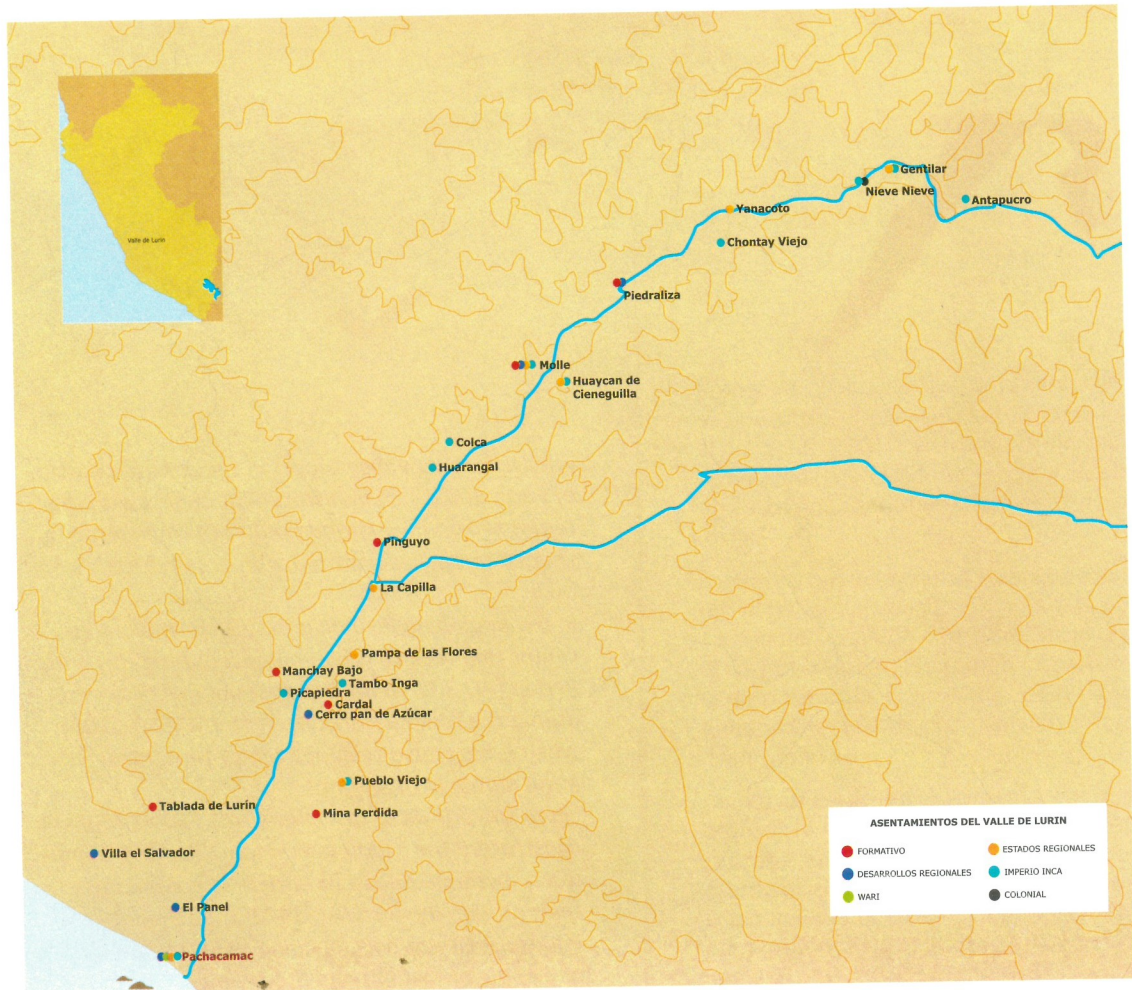 Valle de Lurin
Gentilar
Nieve Nieve
Antapucro
Yanacoto
Chontay Viejo
Piedraliza
Molle
Huaycan de
Cieneguilla
Colca
Huarangal
Pinguyo
La Capilla
Pampa de las Flores
Manchay Bajo
Tambo Inga
Picapiedra
Cardal
Cerro pan de Azúcar
Pueblo Viejo
Tablada de Lurín
Mina Perdida
Villa el Salvador
El Panel
Pachacamac
ASENTAMIENTOS DEL VALLE DE LURIN
FORMATIVO
DESARROLLOS REGIONALES
WARI
ESTADOS REGIONALES
IMPERIO INCA
COLONIAL